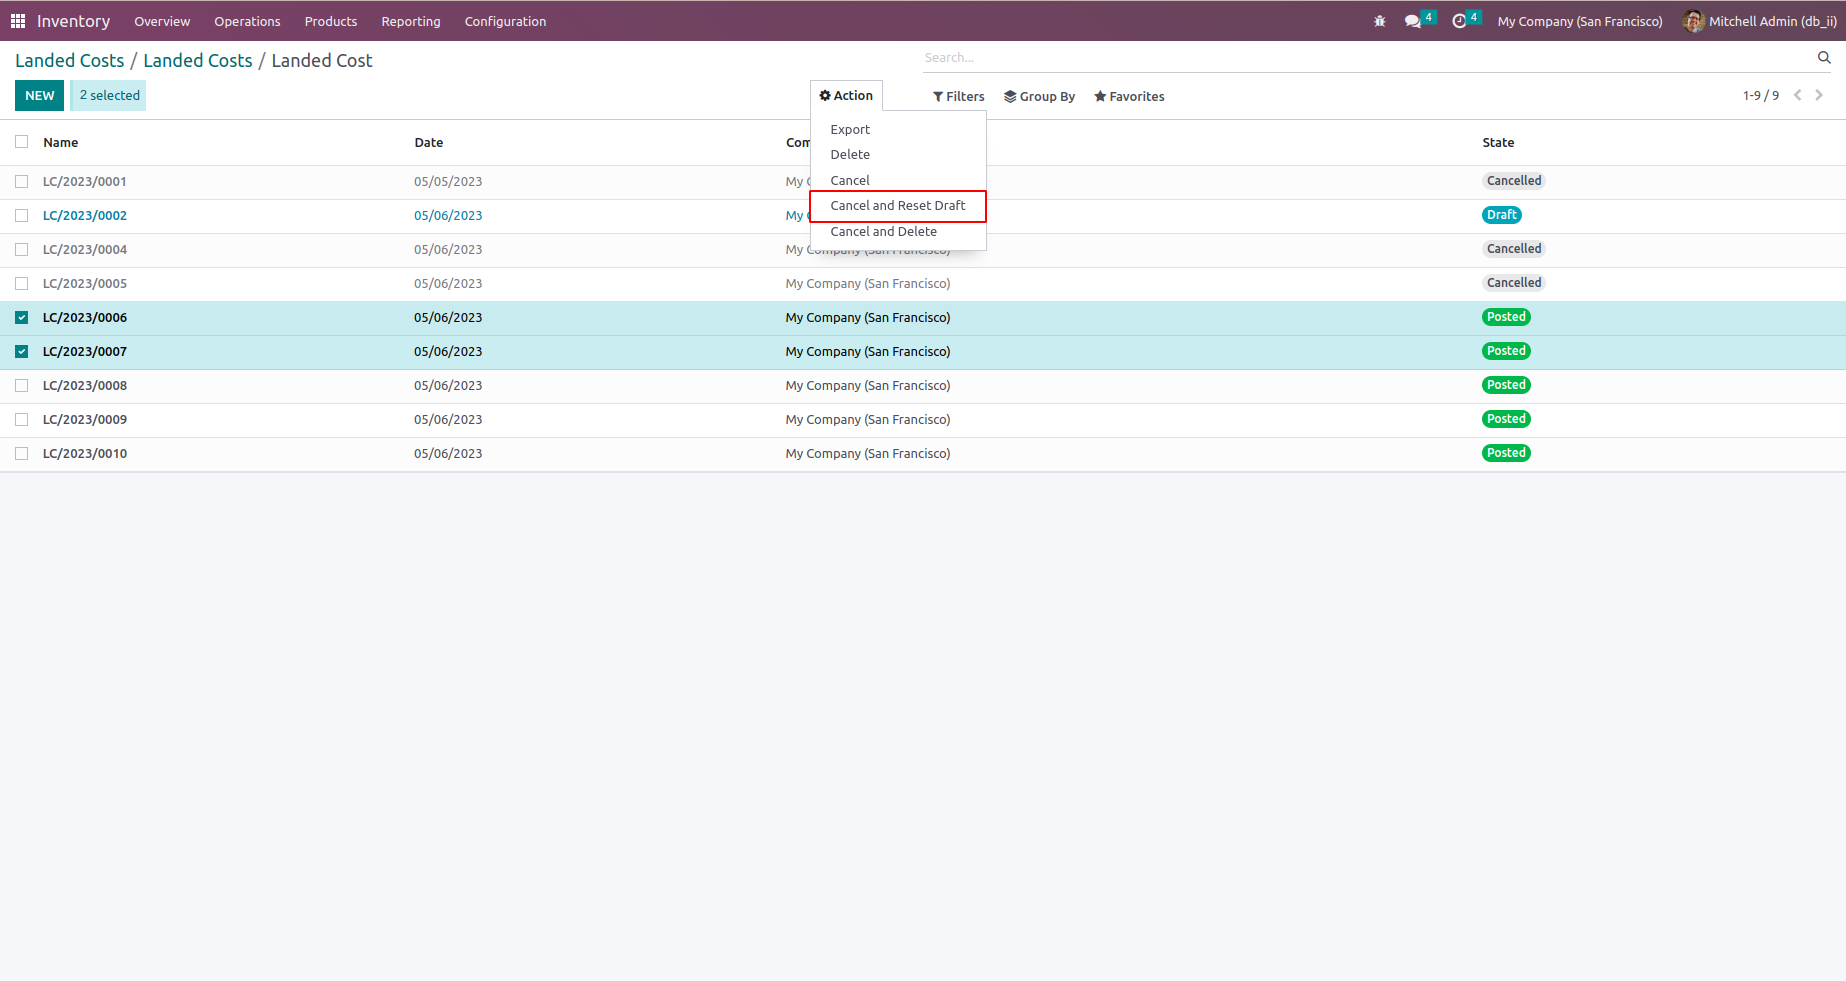 Inventory Overview Operations Products Reporting Configuration 4 4 My Company (San Francisco) Mitchell Admin (db_ii)
Landed Costs / Landed Costs / Landed Cost
Search...
NEW 2 selected Action Filters Group By Favorites 1-9 / 9
Export
Delete
Cancel
Cancel and Reset Draft
Cancel and Delete
Name Date Com State
LC/2023/0001 05/05/2023 My Cancelled
LC/2023/0002 05/06/2023 My Draft
LC/2023/0004 05/06/2023 My Company (San Francisco) Cancelled
LC/2023/0005 05/06/2023 My Company (San Francisco) Cancelled
LC/2023/0006 05/06/2023 My Company (San Francisco) Posted
LC/2023/0007 05/06/2023 My Company (San Francisco) Posted
LC/2023/0008 05/06/2023 My Company (San Francisco) Posted
LC/2023/0009 05/06/2023 My Company (San Francisco) Posted
LC/2023/0010 05/06/2023 My Company (San Francisco) Posted